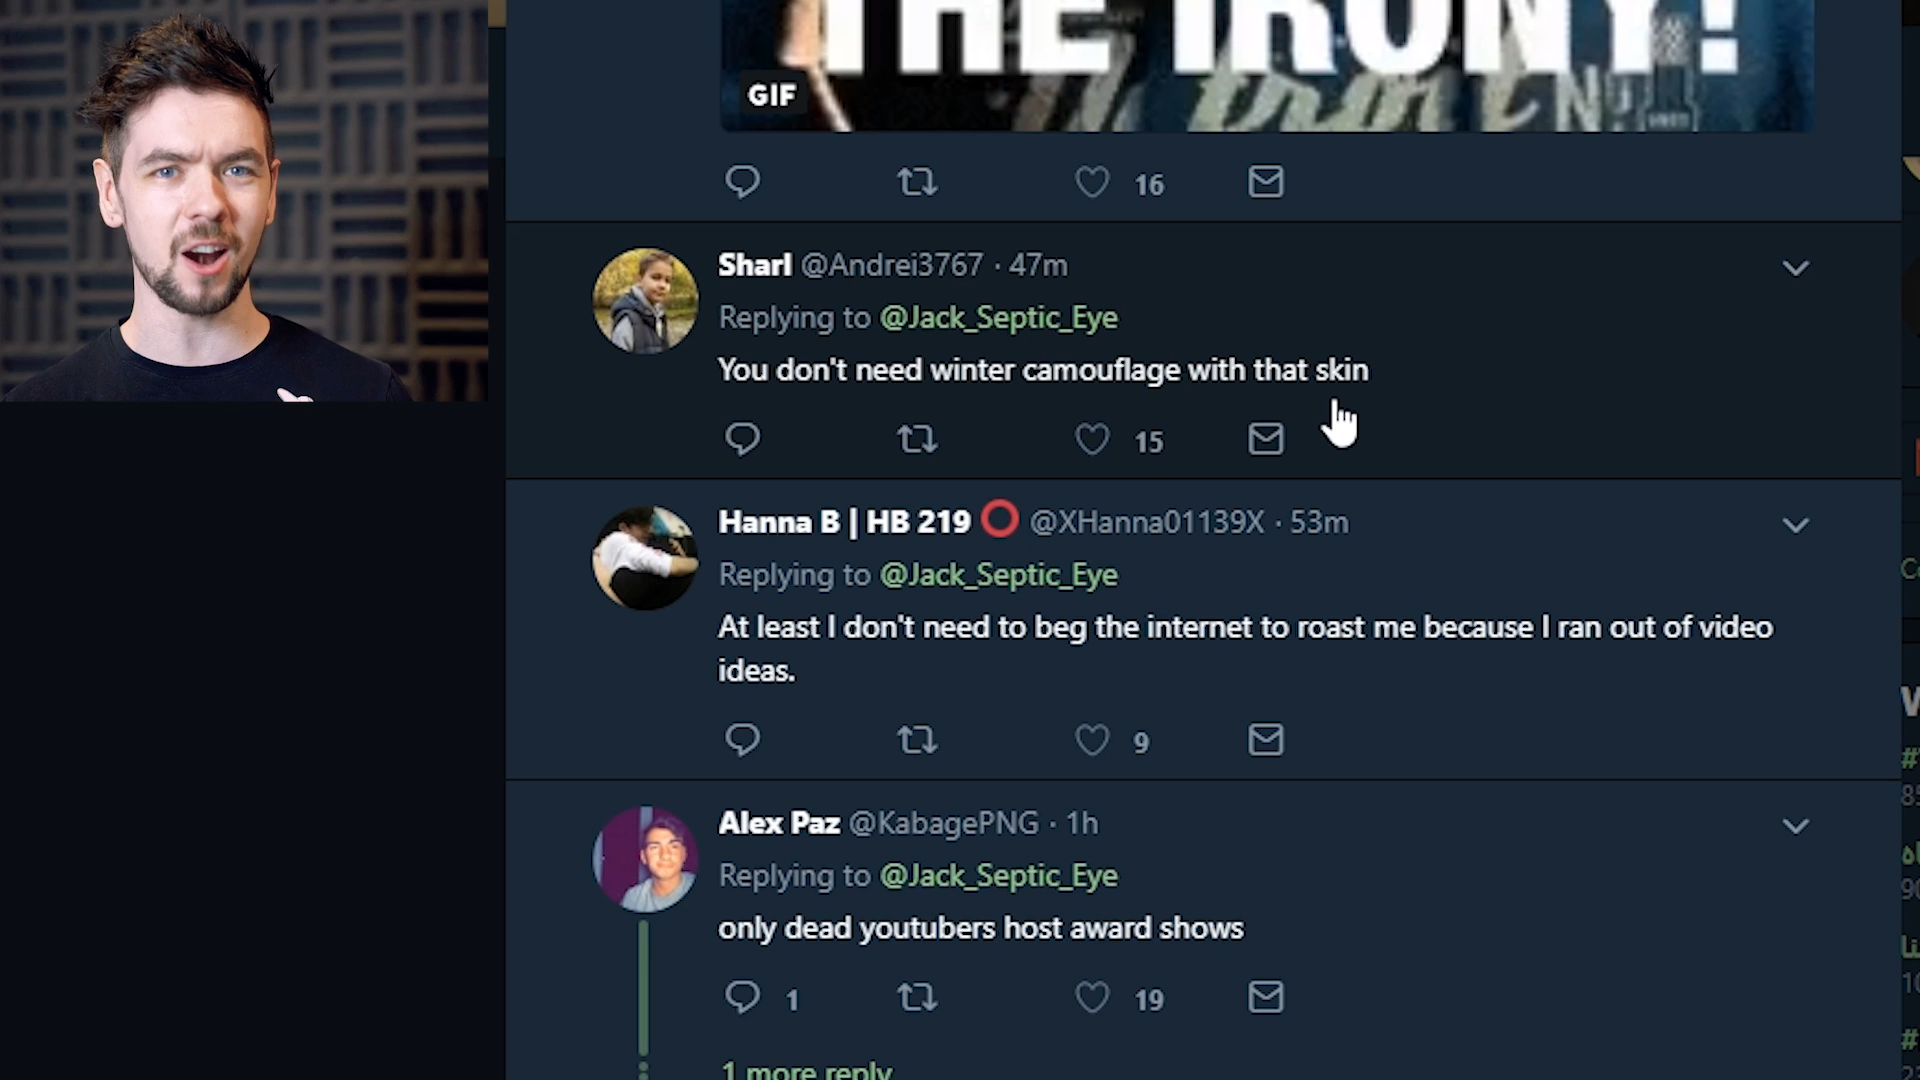 THE IRONY!
GIF
16
Sharl @Andrei3767 · 47m
Replying to @Jack_Septic_Eye
You don't need winter camouflage with that skin
15
Hanna B | HB 219 ⭕ @XHanna01139X · 53m
Replying to @Jack_Septic_Eye
At least I don't need to beg the internet to roast me because I ran out of video
ideas.
9
Alex Paz @KabagePNG · 1h
Replying to @Jack_Septic_Eye
only dead youtubers host award shows
1 19
1 more reply